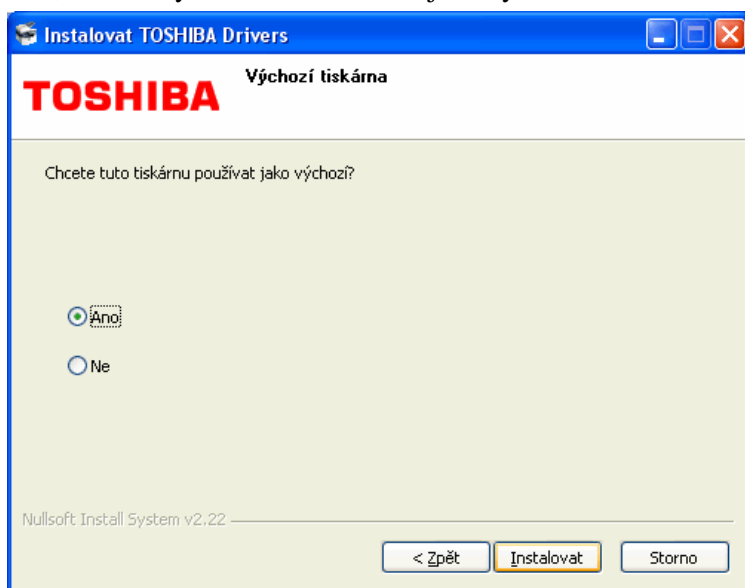 Instalovat TOSHIBA Drivers
TOSHIBA
Výchozí tiskárna
Chcete tuto tiskárnu používat jako výchozí?
Ano
Ne
Nullsoft Install System v2.22
< Zpět
Instalovat
Storno